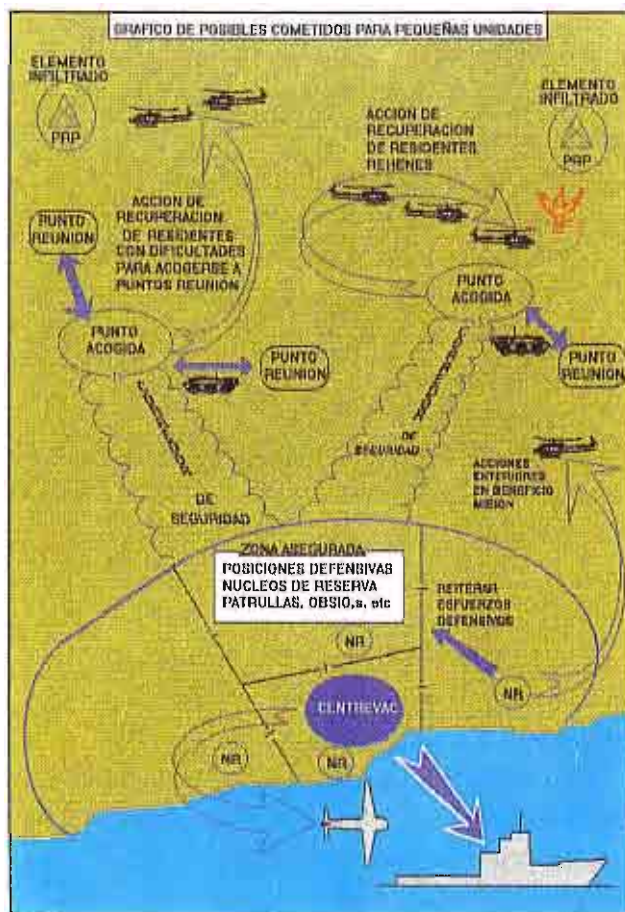 GRAFICO DE POSIBLES COMETIDOS PARA PEQUEÑAS UNIDADES
ELEMENTO
INFILTRADO
PRP
ACCION DE
RECUPERACION
DE RESIDENTES
REHENES
ELEMENTO
INFILTRADO
PRP
PUNTO
REUNION
ACCION DE
RECUPERACION
DE RESIDENTES
CON DIFICULTADES
PARA ACOGERSE A
PUNTOS REUNION
PUNTO
ACOGIDA
PUNTO
ACOGIDA
PUNTO
REUNION
PUNTO
REUNION
DE
SEGURIDAD
DE
SEGURIDAD
ACCIONES
EXTERIORES
EN BENEFICIO
MISION
ZONA ASEGURADA
POSICIONES DEFENSIVAS
NUCLEOS DE RESERVA
PATRULLAS, OBSIO,s, etc
REITERAR
ESFUERZOS
DEFENSIVOS
NR
NR
CENTREVAC
NR
NR